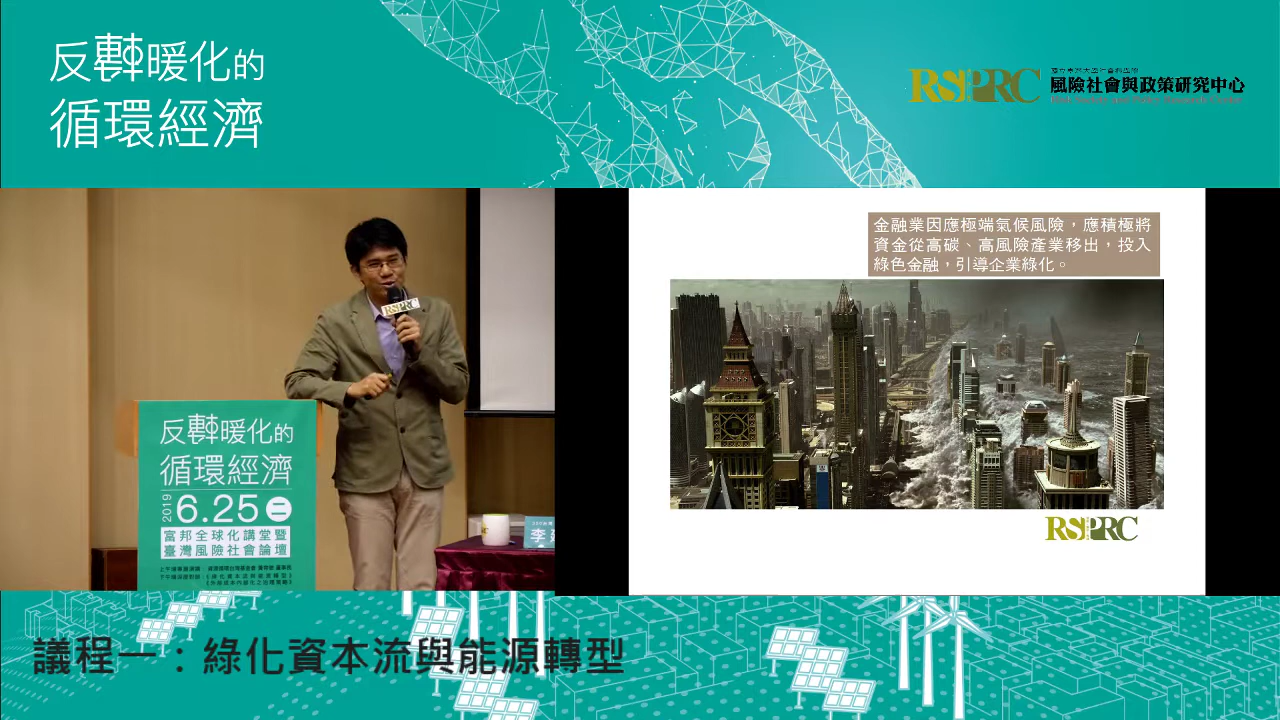 反轉暖化的
循環經濟
RSPRC
風險社會與政策研究中心
金融業因應極端氣候風險，應積極將
資金從高碳、高風險產業移出，投入
綠色金融，引導企業綠化。
RSPRC
RSPRC
反轉暖化的
循環經濟
2019
6.25 二
富邦全球化講堂暨
臺灣風險社會論壇
李
議程一：綠化資本流與能源轉型